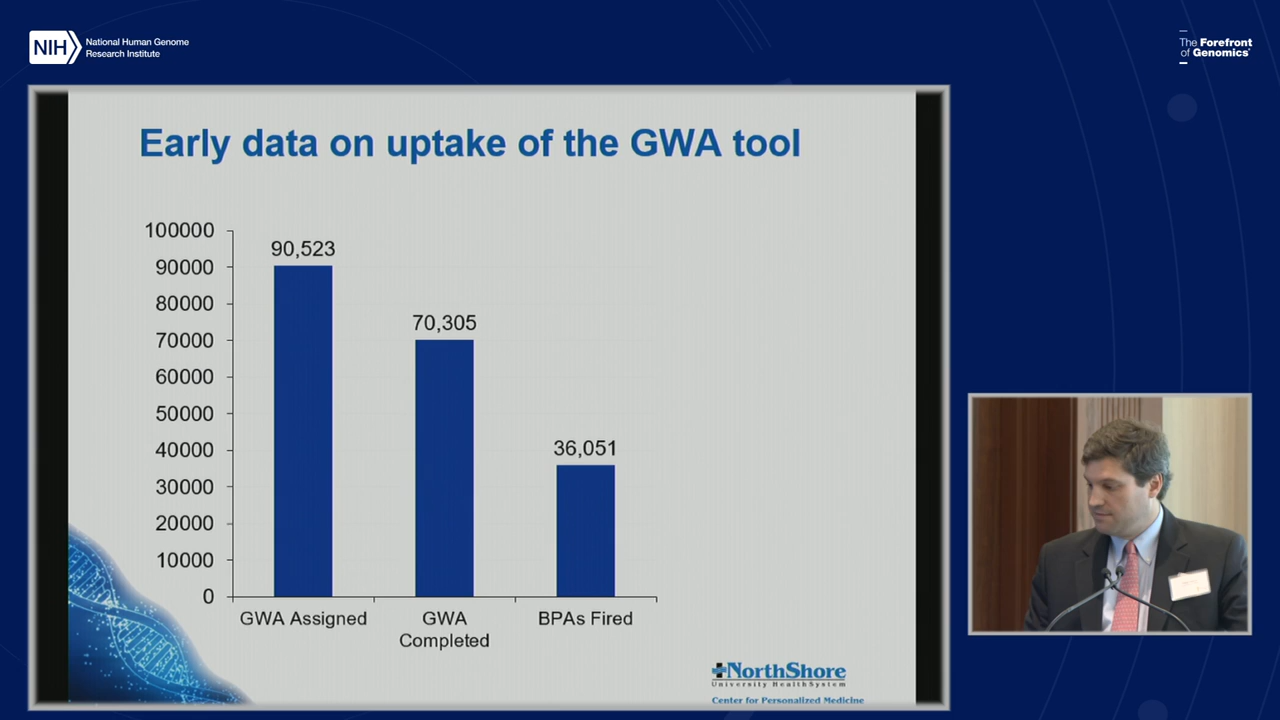 NIH
National Human Genome
Research Institute
The Forefront
of Genomics
Early data on uptake of the GWA tool
100000
90000
80000
70000
60000
50000
40000
30000
20000
10000
0
90,523
70,305
36,051
GWA Assigned
GWA
Completed
BPAs Fired
NorthShore
University HealthSystem
Center for Personalized Medicine